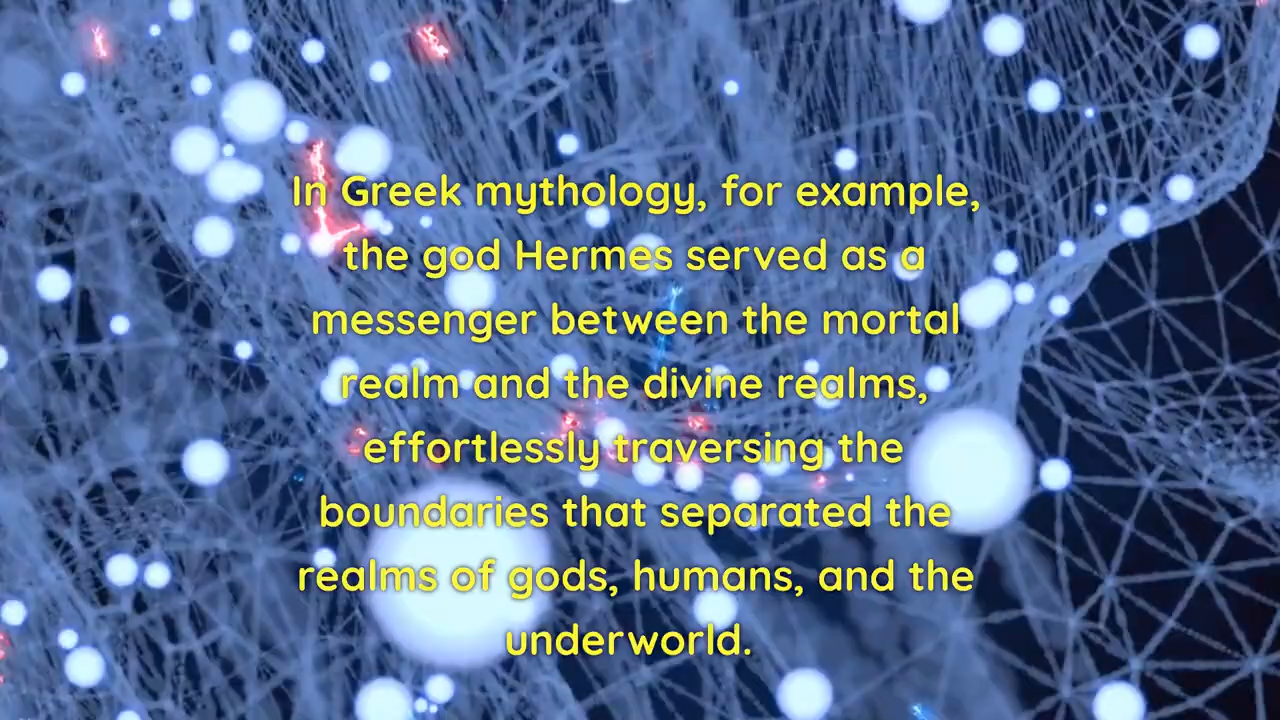 In Greek mythology, for example,
the god Hermes served as a
messenger between the mortal
realm and the divine realms,
effortlessly traversing the
boundaries that separated the
realms of gods, humans, and the
underworld.